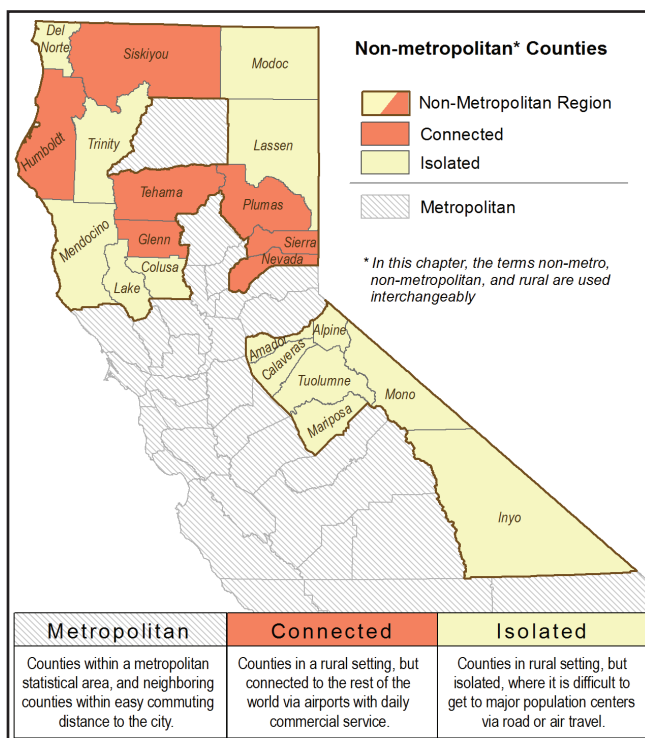 Non-metropolitan* Counties
Non-Metropolitan Region
Connected
Isolated
Metropolitan
* In this chapter, the terms non-metro,
non-metropolitan, and rural are used
interchangeably
Del
Norte
Siskiyou
Modoc
Humboldt
Trinity
Lassen
Tehama
Plumas
Mendocino
Glenn
Sierra
Nevada
Colusa
Lake
Amador
Alpine
Calaveras
Tuolumne
Mono
Mariposa
Inyo
Metropolitan
Counties within a metropolitan
statistical area, and neighboring
counties within easy commuting
distance to the city.
Connected
Counties in a rural setting, but
connected to the rest of the
world via airports with daily
commercial service.
Isolated
Counties in rural setting, but
isolated, where it is difficult to
get to major population centers
via road or air travel.